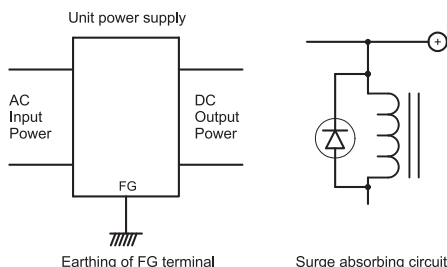 Unit power supply
AC
Input
Power
DC
Output
Power
FG
Earthing of FG terminal
+
Surge absorbing circuit